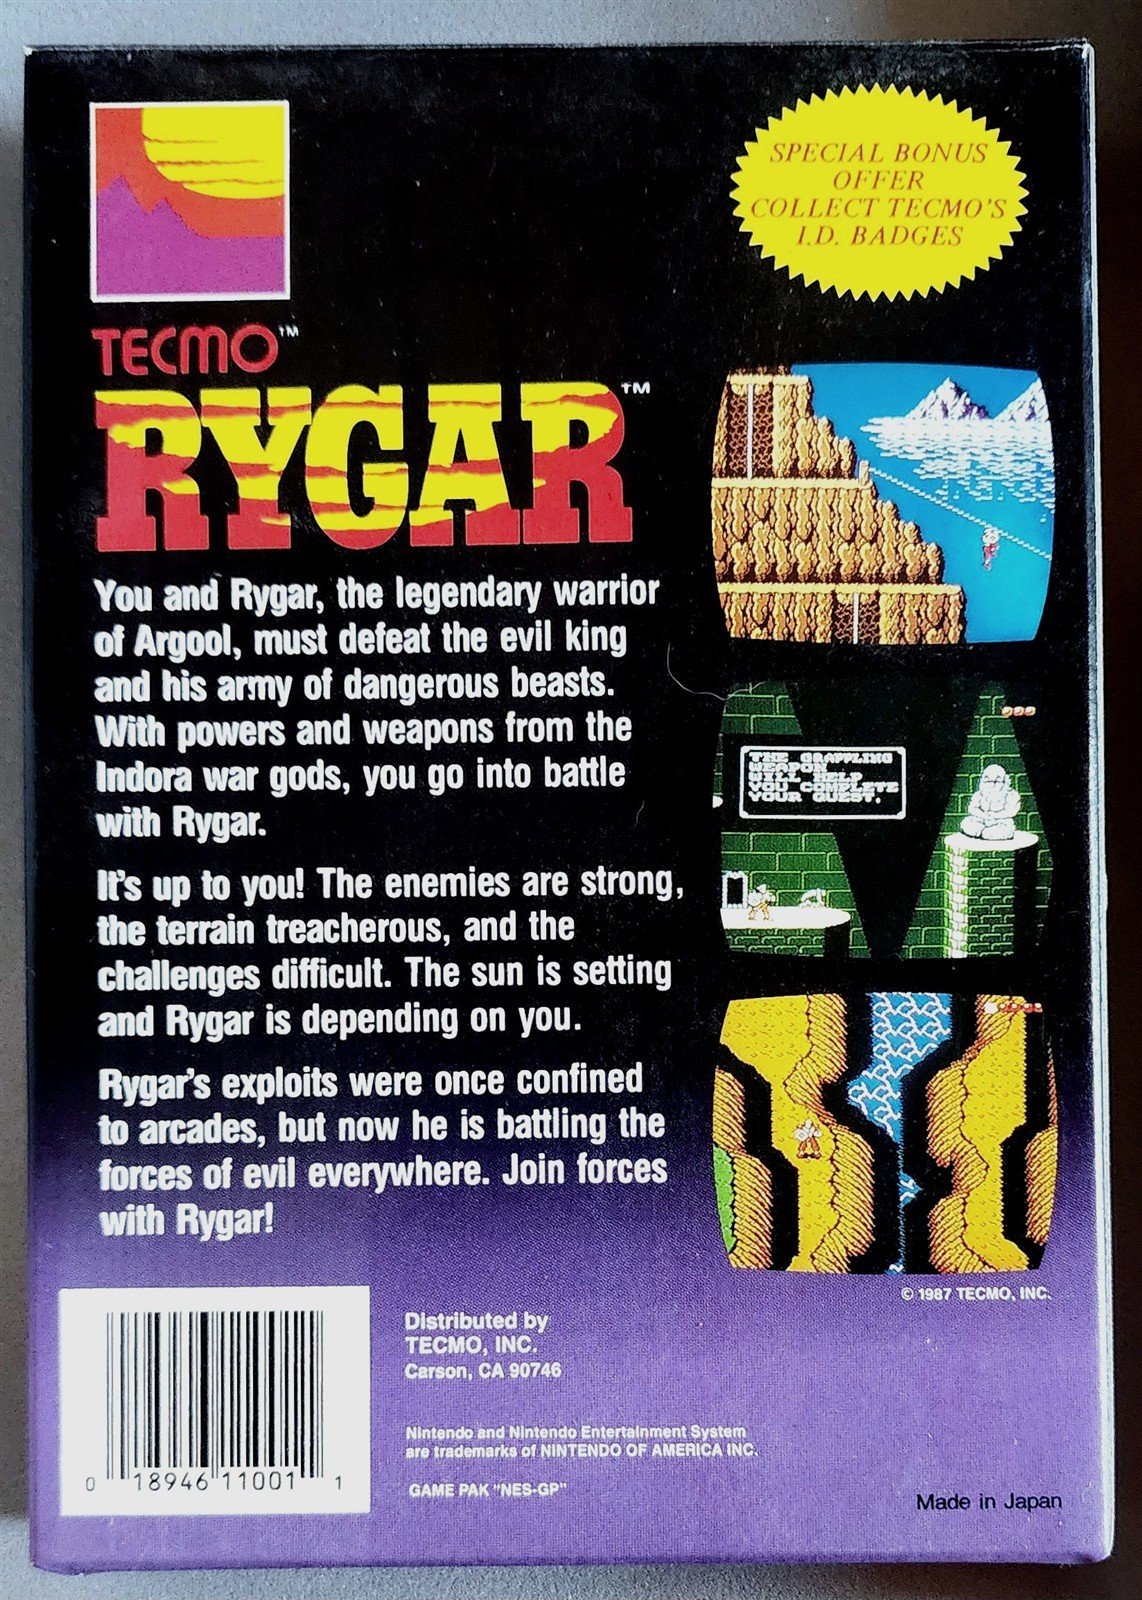 SPECIAL BONUS
OFFER
COLLECT TECMO'S
I.D. BADGES
TECMO™
RYGAR™
You and Rygar, the legendary warrior
of Argool, must defeat the evil king
and his army of dangerous beasts.
With powers and weapons from the
Indora war gods, you go into battle
with Rygar.
It's up to you! The enemies are strong,
the terrain treacherous, and the
challenges difficult. The sun is setting
and Rygar is depending on you.
Rygar's exploits were once confined
to arcades, but now he is battling the
forces of evil everywhere. Join forces
with Rygar!
THE GRAPPLING
WEAPON
WILL HELP
YOU COMPLETE
YOUR QUEST.
© 1987 TECMO, INC.
Distributed by
TECMO, INC.
Carson, CA 90746
Nintendo and Nintendo Entertainment System
are trademarks of NINTENDO OF AMERICA INC.
GAME PAK "NES-GP"
0 18946 11001 1
Made in Japan